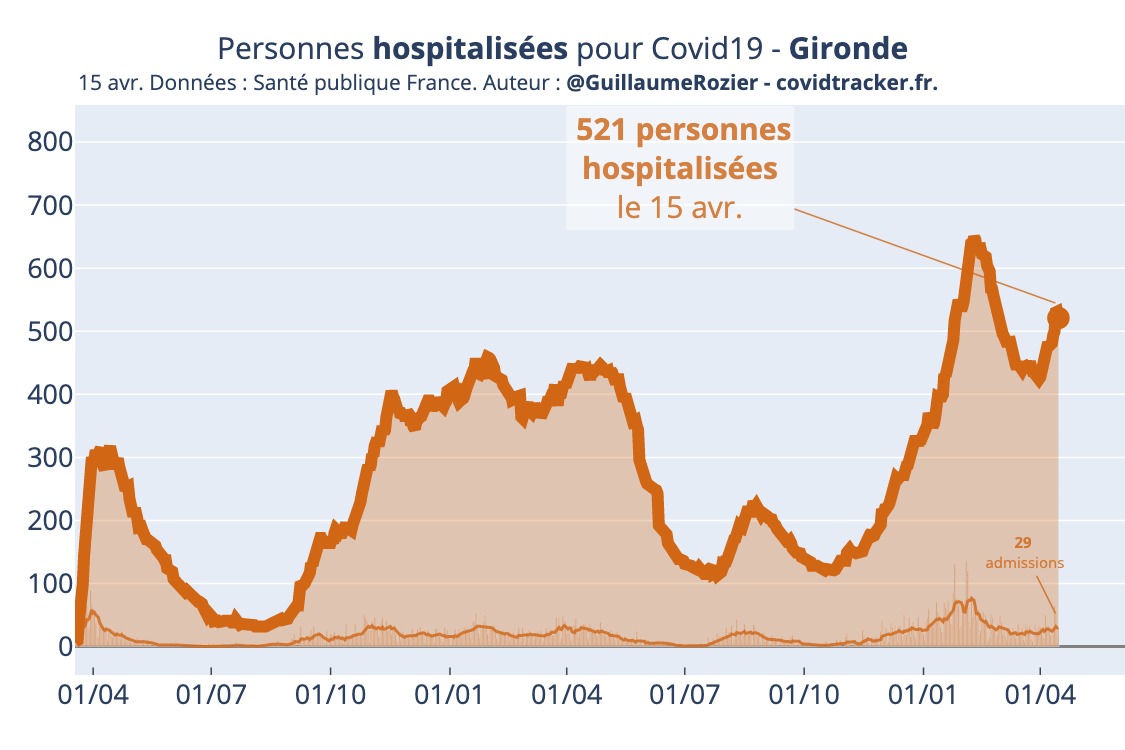 Personnes hospitalisées pour Covid19 - Gironde
15 avr. Données : Santé publique France. Auteur : @GuillaumeRozier - covidtracker.fr.
521 personnes
hospitalisées
le 15 avr.
800
700
600
500
400
300
200
100
0
29
admissions
01/04 01/07 01/10 01/01 01/04 01/07 01/10 01/01 01/04